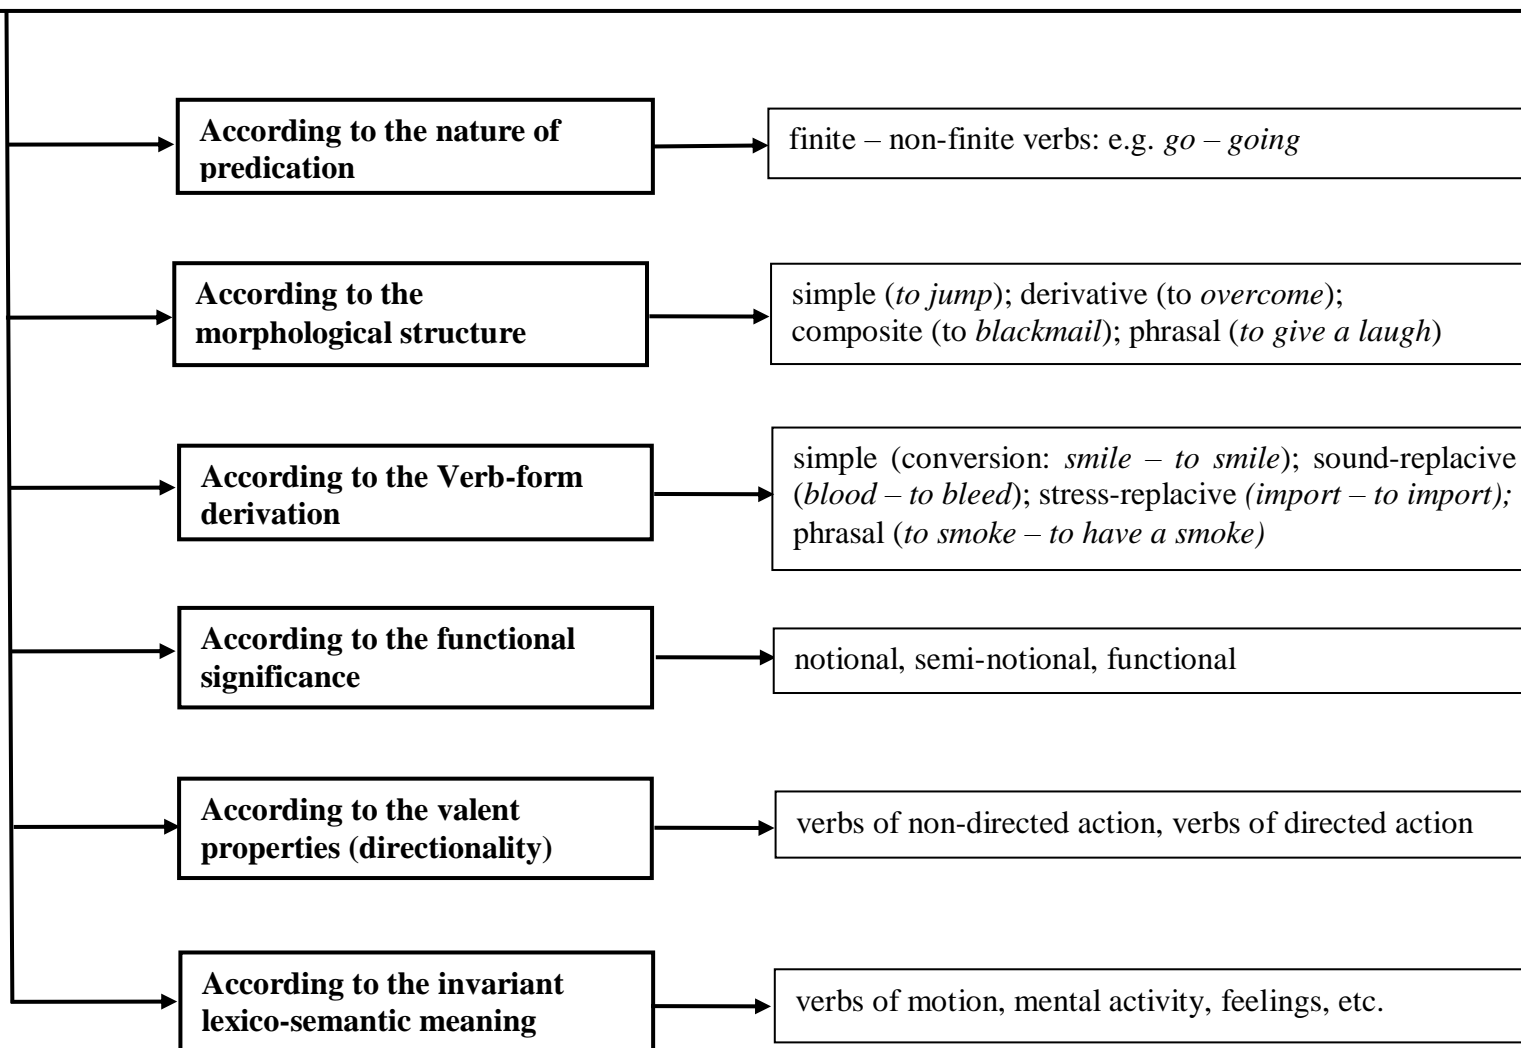 According to the nature of
predication
finite – non-finite verbs: e.g. go – going
According to the
morphological structure
simple (to jump); derivative (to overcome);
composite (to blackmail); phrasal (to give a laugh)
According to the Verb-form
derivation
simple (conversion: smile – to smile); sound-replacive
(blood – to bleed); stress-replacive (import – to import);
phrasal (to smoke – to have a smoke)
According to the functional
significance
notional, semi-notional, functional
According to the valent
properties (directionality)
verbs of non-directed action, verbs of directed action
According to the invariant
lexico-semantic meaning
verbs of motion, mental activity, feelings, etc.